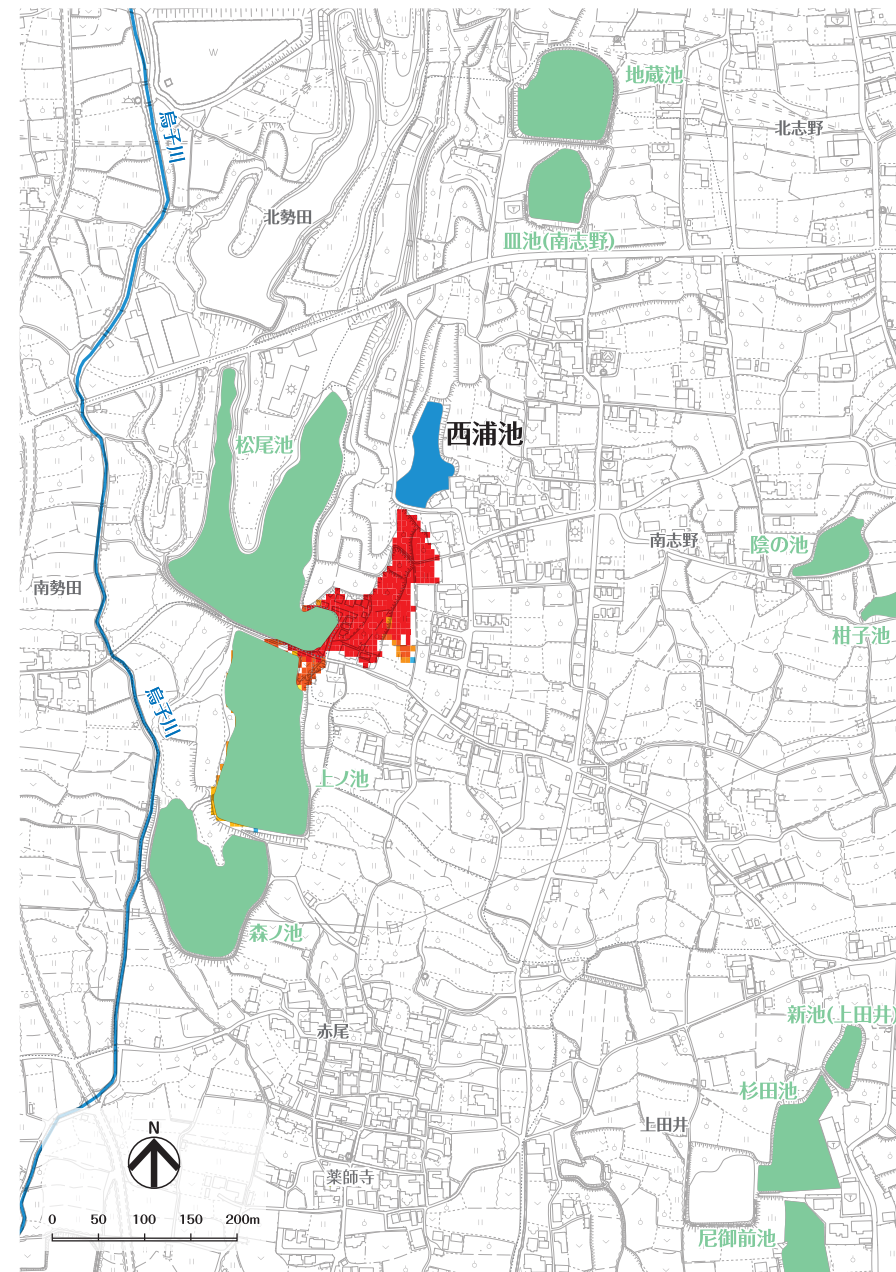 地蔵池
烏子川
北志野
北勢田
皿池(南志野)
西浦池
松尾池
南志野
陰の池
南勢田
柑子池
烏子川
上ノ池
森ノ池
新池(上田井)
赤尾
杉田池
上田井
N
薬師寺
0 50 100 150 200m
尼御前池